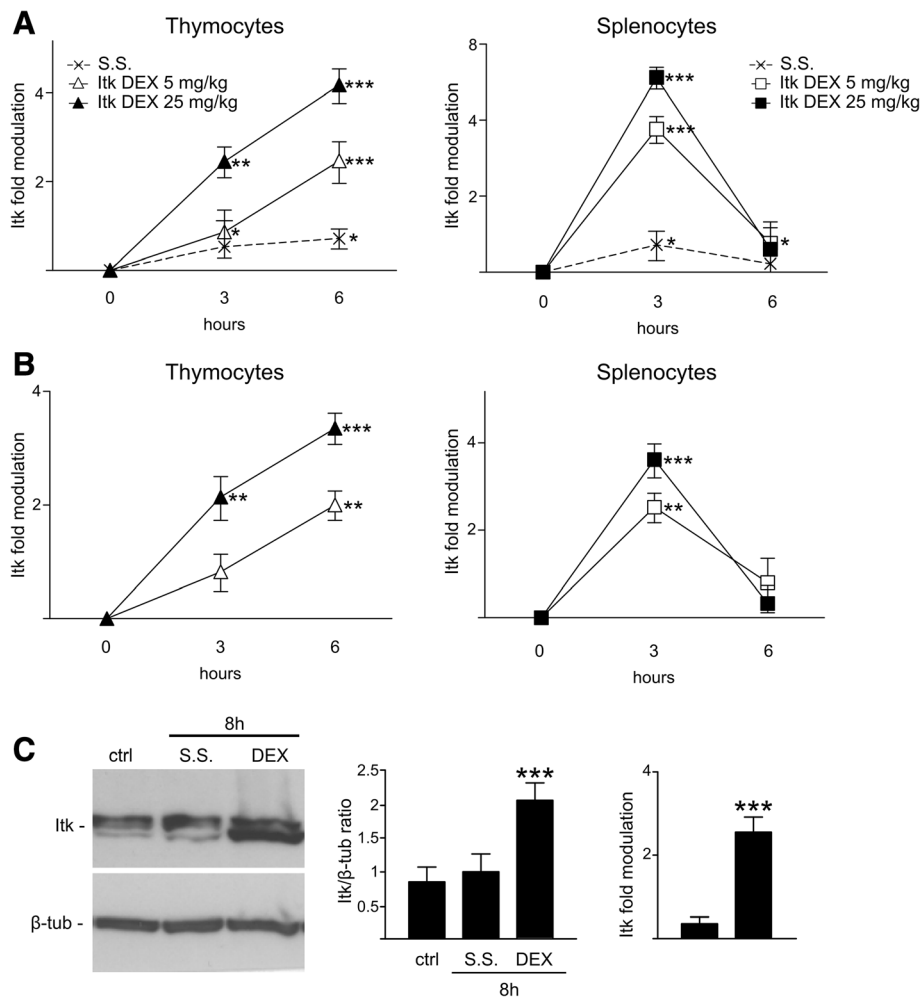 A
Thymocytes
Splenocytes
S.S.
Itk DEX 5 mg/kg
Itk DEX 25 mg/kg
S.S.
Itk DEX 5 mg/kg
Itk DEX 25 mg/kg
Itk fold modulation
4
2
***
**
***
*
*
0 3 6
hours
Itk fold modulation
8
4
2
***
***
*
*
0 3 6
hours
B
Thymocytes
Splenocytes
Itk fold modulation
4
2
***
**
**
0 3 6
hours
Itk fold modulation
4
2
***
**
0 3 6
hours
C
8h
ctrl S.S. DEX
Itk -
β-tub -
Itk/β-tub ratio
2.5
2
1.5
1
0.5
***
ctrl S.S. DEX
8h
Itk fold modulation
4
2
***